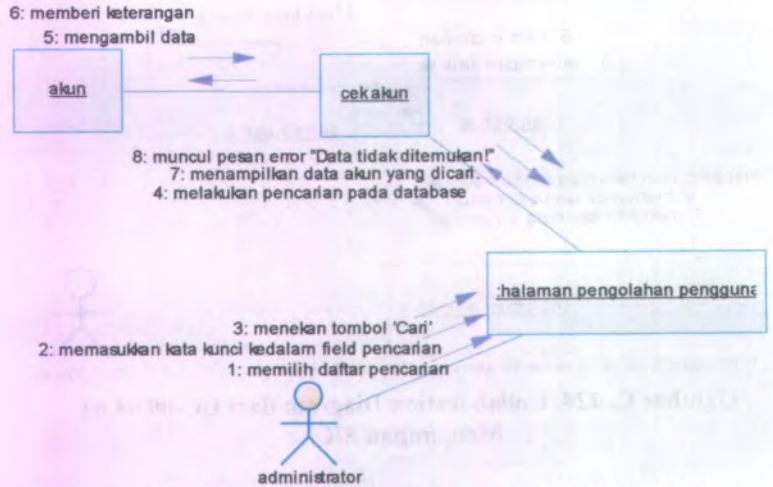 6: memberi keterangan
5: mengambil data
akun
cek akun
8: muncul pesan error "Data tidak ditemukan!"
7: menampilkan data akun yang dicari.
4: melakukan pencarian pada database
:halaman pengolahan pengguna
3: menekan tombol 'Cari'
2: memasukkan kata kunci kedalam field pencarian
1: memilih daftar pencarian
administrator